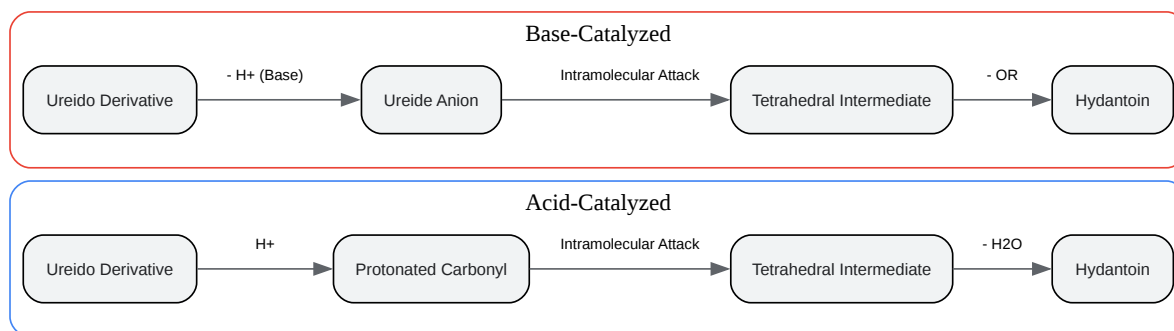 Base-Catalyzed
Ureido Derivative
- H+ (Base)
Ureide Anion
Intramolecular Attack
Tetrahedral Intermediate
- OR
Hydantoin
Acid-Catalyzed
Ureido Derivative
H+
Protonated Carbonyl
Intramolecular Attack
Tetrahedral Intermediate
- H2O
Hydantoin